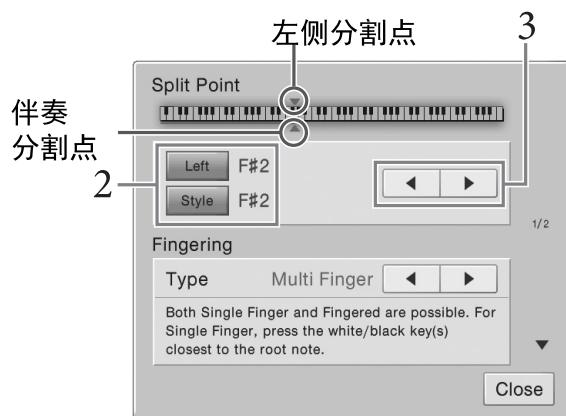 左侧分割点
3
Split Point
伴奏
分割点
2
Left F♯2
Style F♯2
1/2
Fingering
Type Multi Finger
Both Single Finger and Fingered are possible. For
Single Finger, press the white/black key(s)
closest to the root note.
Close